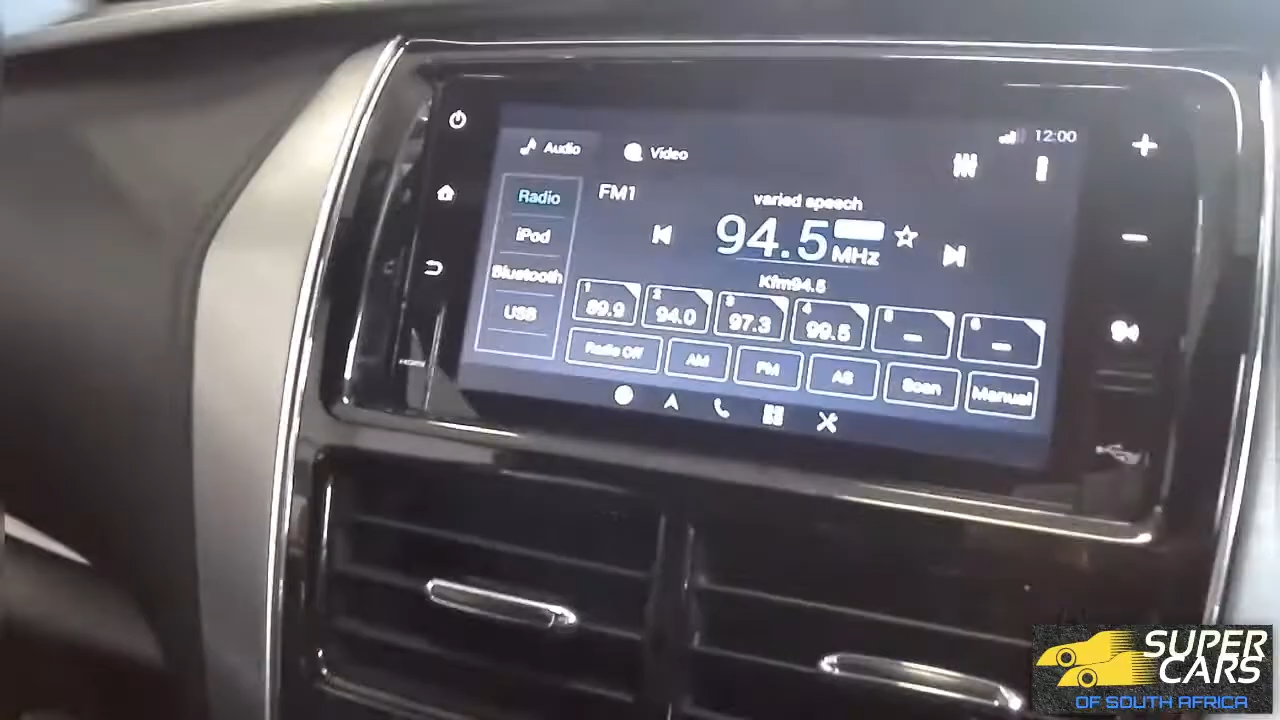 12:00
Audio
Video
Radio
FM1
varied speech
iPod
94.5 MHz
Bluetooth
Kfm94.5
USB
1 89.9
2 94.0
3 97.3
4 99.5
5 —
6 —
Radio Off
AM
FM
AS
Scan
Manual
SUPER
CARS
OF SOUTH AFRICA